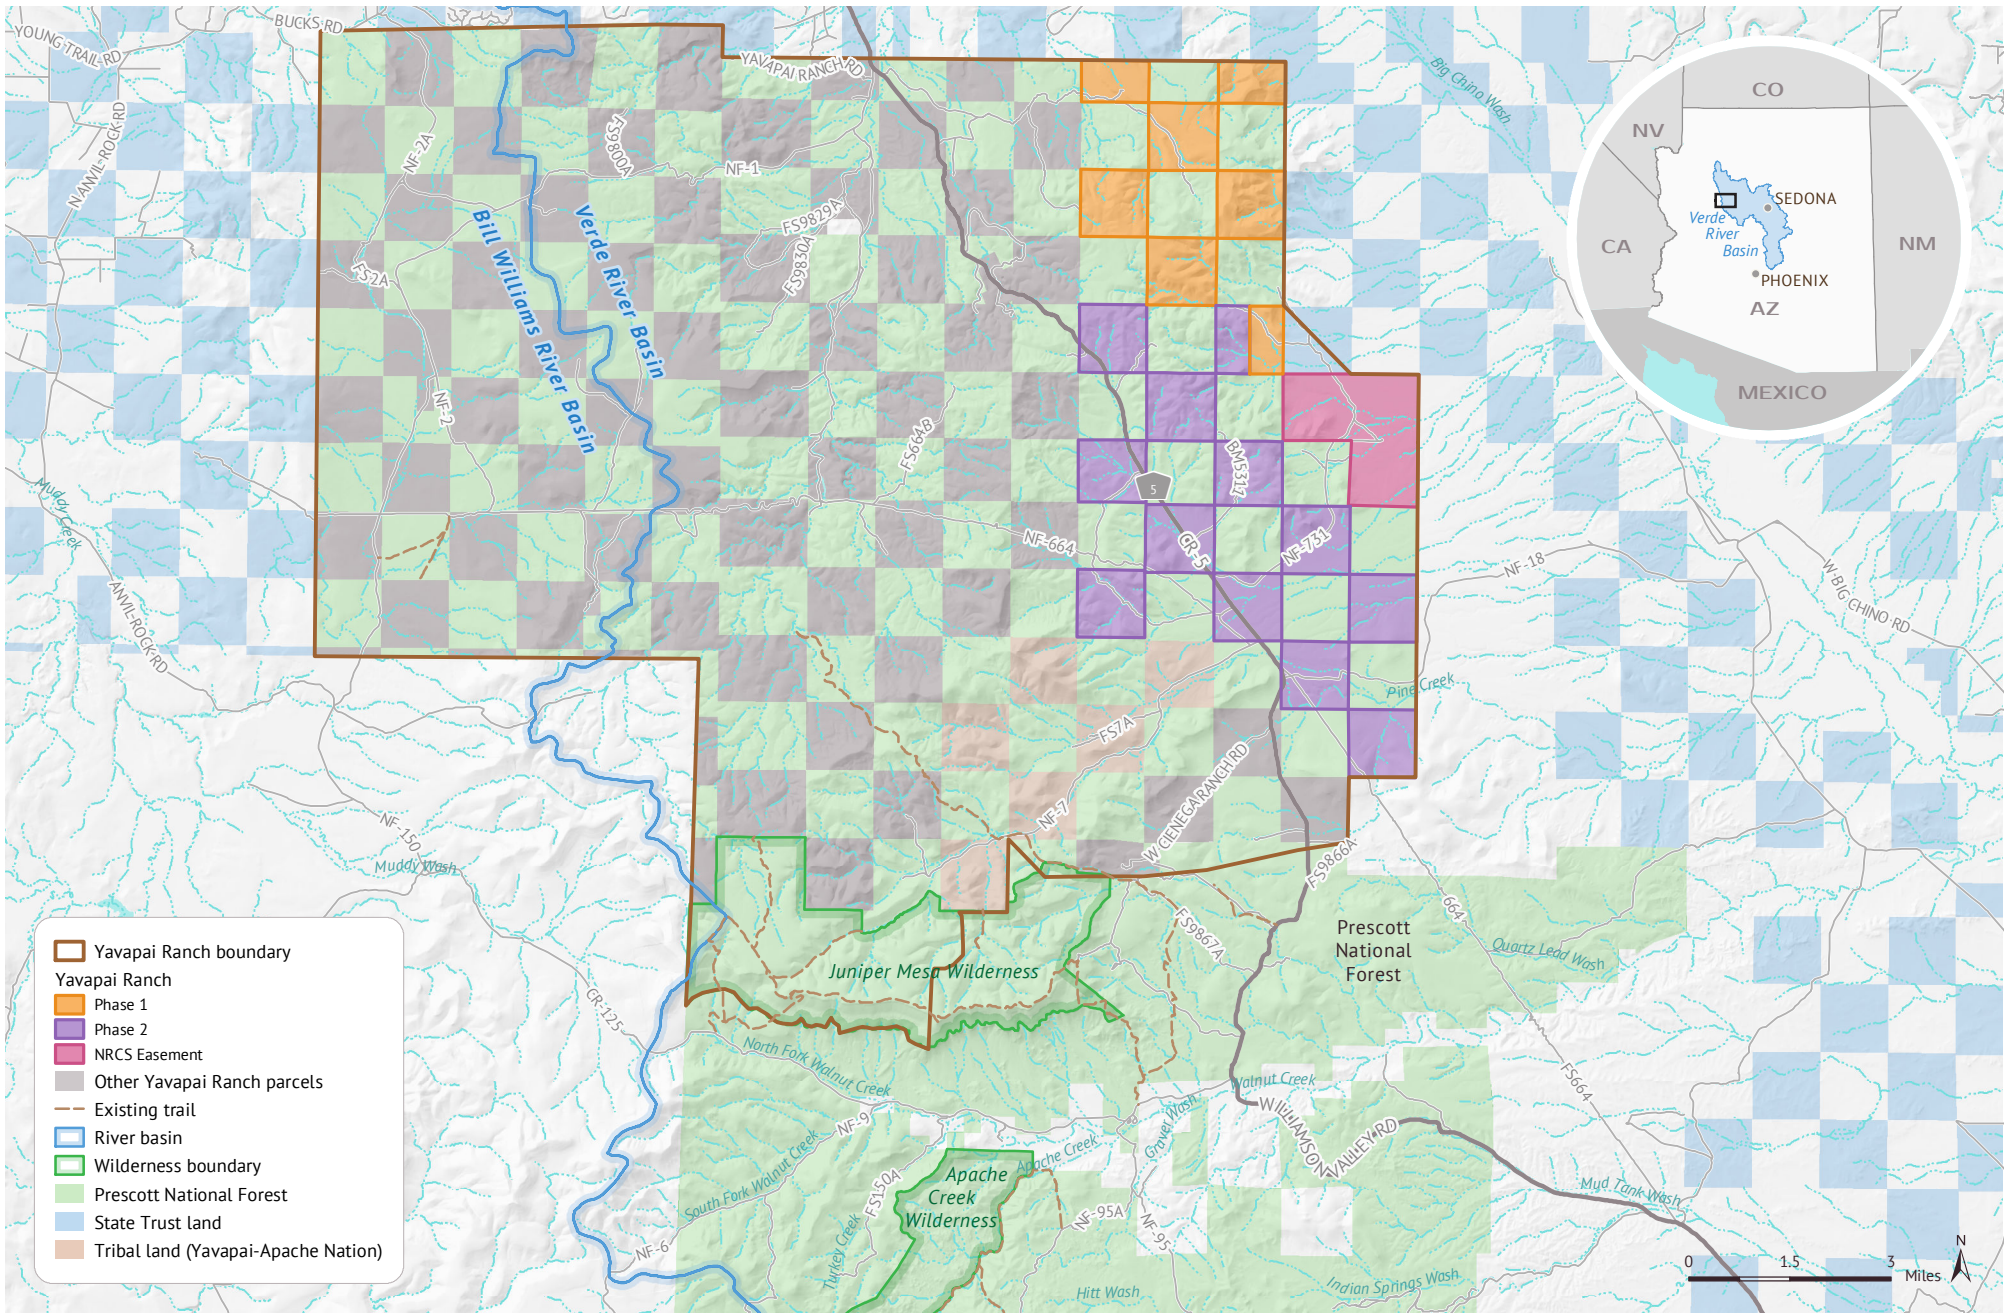 BUCKS RD
YOUNG TRAIL RD
NANVIL-ROCK RD
YAVAPAI RANCH RD
Big Chino Wash
NF-2A
FS9800A
NF-1
FS9829A
FS9830A
FS2A
Bill Williams River Basin
Verde River Basin
NF-2
FS664B
BM5311
5
CR-5
NF-731
NF-664
NF-18
W BIG CHINO RD
Muddy Creek
ANVIL-ROCK RD
Pine Creek
FS7A
NF-7
W CIENEGA RANCH RD
FS9866A
NF-150
Muddy Wash
664
Quartz Lead Wash
FS9867A
Prescott
National
Forest
Juniper Mesa Wilderness
CR-125
North Fork Walnut Creek
Walnut Creek
FS664
WILLIAMSON VALLEY RD
NF-9
Graver Wash
Apache Creek
South Fork Walnut Creek
FS150A
Apache
Creek
Wilderness
NF-95A
NF-95
NF-6
Turkey Creek
Hitt Wash
Indian Springs Wash
Mud Tank Wash
CO
NV
SEDONA
Verde
River
Basin
CA
NM
PHOENIX
AZ
MEXICO
Yavapai Ranch boundary
Yavapai Ranch
Phase 1
Phase 2
NRCS Easement
Other Yavapai Ranch parcels
Existing trail
River basin
Wilderness boundary
Prescott National Forest
State Trust land
Tribal land (Yavapai-Apache Nation)
0 1.5 3
Miles
N